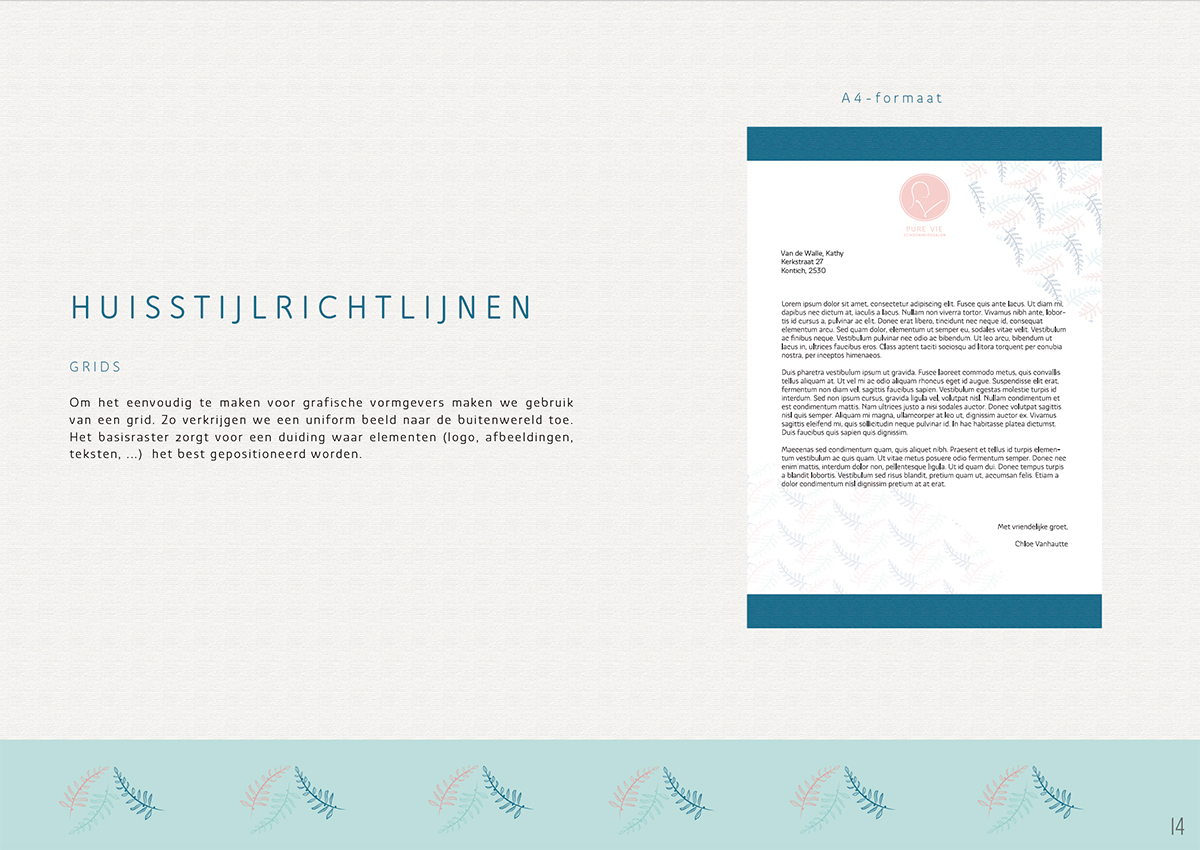 HUISSTIJLRICHTLIJNEN
GRIDS
Om het eenvoudig te maken voor grafische vormgevers maken we gebruik
van een grid. Zo verkrijgen we een uniform beeld naar de buitenwereld toe.
Het basisraster zorgt voor een duiding waar elementen (logo, afbeeldingen,
teksten, ...) het best gepositioneerd worden.
A4-formaat
PURE VIE
Van de Walle, Kathy
Kerkstraat 27
Kontich, 2530
Lorem ipsum dolor sit amet, consectetur adipiscing elit. Fusce quis ante lacus. Ut diam mi,
dapibus nec dictum at, iaculis a lacus. Nullam non viverra tortor. Vivamus nibh ante, lobor-
tis id cursus a, pulvinar ac elit. Donec erat libero, tincidunt nec neque id, consequat
elementum arcu. Sed quam dolor, elementum ut semper eu, sodales vitae velit. Vestibulum
ac finibus neque. Vestibulum pulvinar nec odio ac bibendum. Ut leo arcu, bibendum ut
lacus in, ultrices faucibus eros. Class aptent taciti sociosqu ad litora torquent per conubia
nostra, per inceptos himenaeos.
Duis pharetra vestibulum ipsum ut gravida. Fusce laoreet commodo metus, quis convallis
tellus aliquam at. Ut vel mi ac odio aliquam rhoncus eget id augue. Suspendisse elit erat,
fermentum non diam vel, sagittis faucibus sapien. Vestibulum egestas molestie turpis id
interdum. Sed non ipsum cursus, gravida ligula vel, volutpat nisl. Nullam condimentum et
est condimentum mattis. Nam ultrices justo a nisi sodales auctor. Donec volutpat sagittis
nisl quis semper. Aliquam mi magna, ullamcorper at leo ut, dignissim auctor ex. Vivamus
sagittis eleifend mi, quis sollicitudin neque pulvinar id. In hac habitasse platea dictumst.
Duis faucibus quis sapien quis dignissim.
Maecenas sed condimentum quam, quis aliquet nibh. Praesent et tellus id turpis elemen-
tum vestibulum ac quis quam. Ut vitae metus posuere odio fermentum semper. Donec nec
enim mattis, interdum dolor non, pellentesque ligula. Ut id quam dui. Donec tempus turpis
a blandit lobortis. Vestibulum sed risus blandit, pretium quam ut, accumsan felis. Etiam a
dolor condimentum nisl dignissim pretium at at erat.
Met vriendelijke groet,
Chloe Vanhautte
14